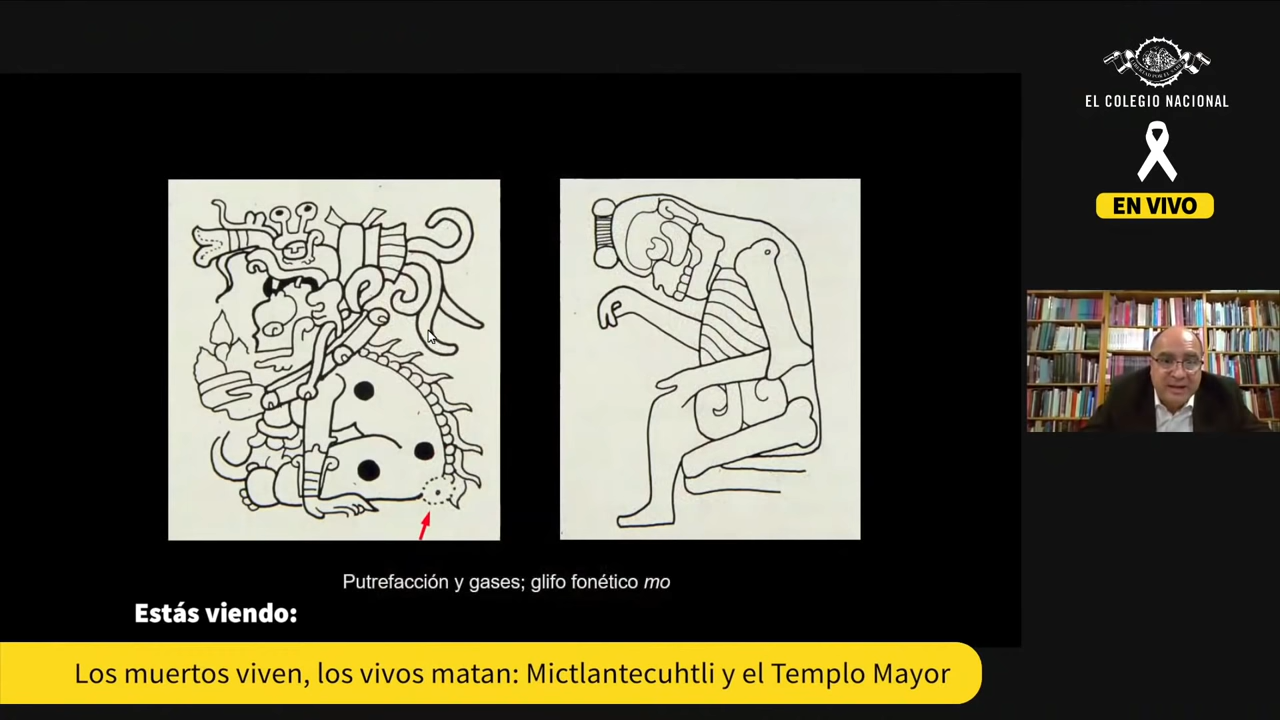 EL COLEGIO NACIONAL
EN VIVO
Putrefacción y gases; glifo fonético mo
Estás viendo:
Los muertos viven, los vivos matan: Mictlantecuhtli y el Templo Mayor